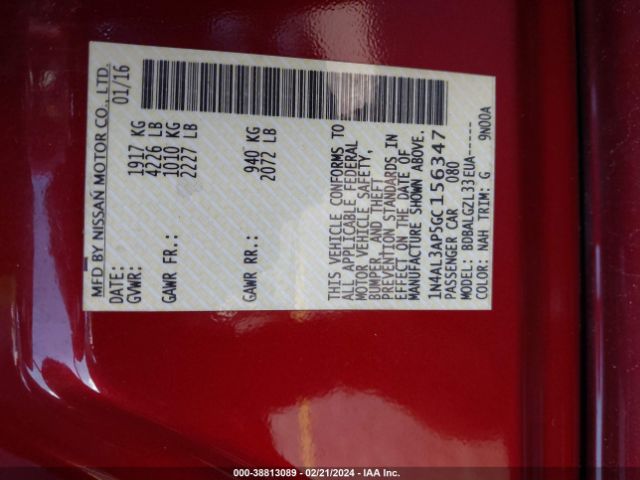 MFD BY NISSAN MOTOR CO., LTD.
DATE: 01/16
GVWR: 1917 KG
4226 LB
GAWR FR.: 1010 KG
2227 LB
GAWR RR.: 940 KG
2072 LB
THIS VEHICLE CONFORMS TO
ALL APPLICABLE FEDERAL
MOTOR VEHICLE SAFETY,
BUMPER, AND THEFT
PREVENTION STANDARDS IN
EFFECT ON THE DATE OF
MANUFACTURE SHOWN ABOVE.
1N4AL3AP5GC156347
PASSENGER CAR 080
MODEL: BDBALGZL33EUA-----
COLOR: NAH TRIM: G 9N00A
000-38813089 - 02/21/2024 - IAA Inc.